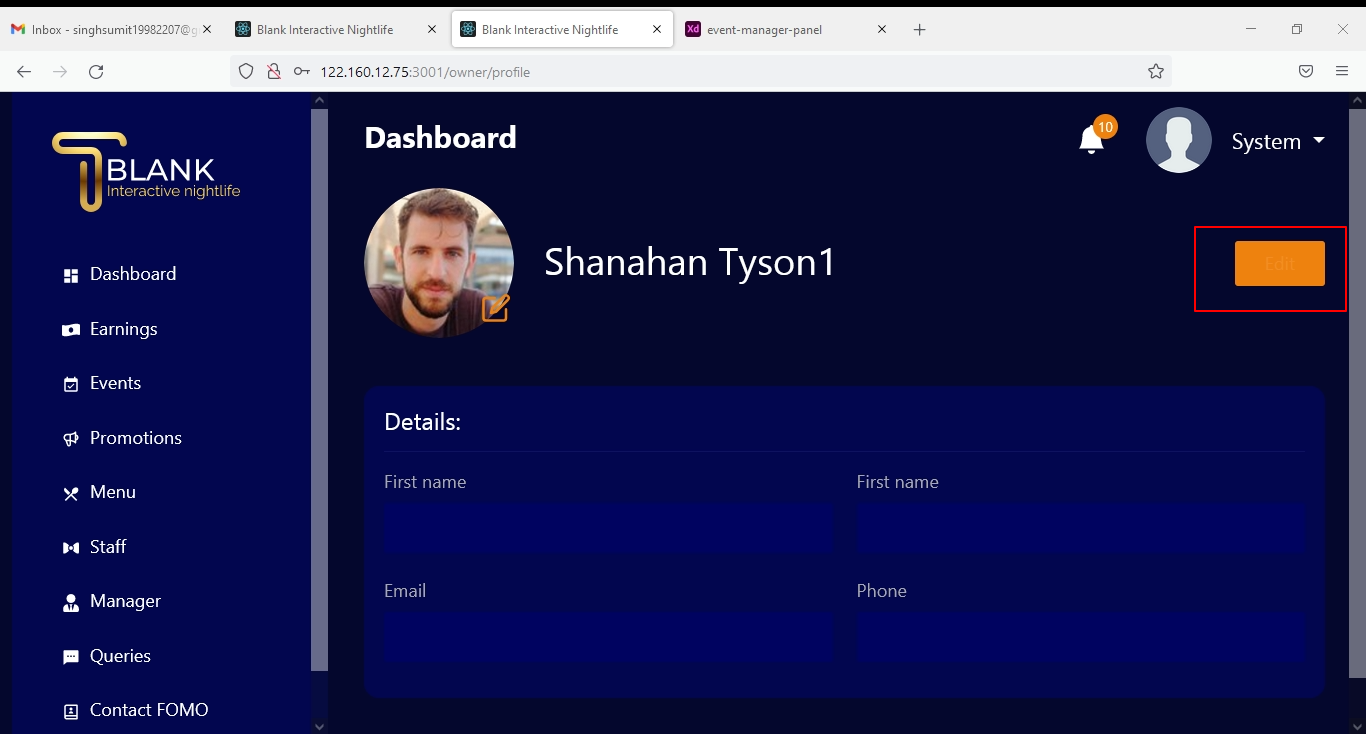 Inbox - singhsumit19982207@g
Blank Interactive Nightlife
Blank Interactive Nightlife
Xd event-manager-panel
122.160.12.75:3001/owner/profile
BLANK
Interactive nightlife
Dashboard
10
System
Shanahan Tyson1
Edit
Dashboard
Earnings
Events
Promotions
Menu
Staff
Manager
Queries
Contact FOMO
Details:
First name
First name
Email
Phone